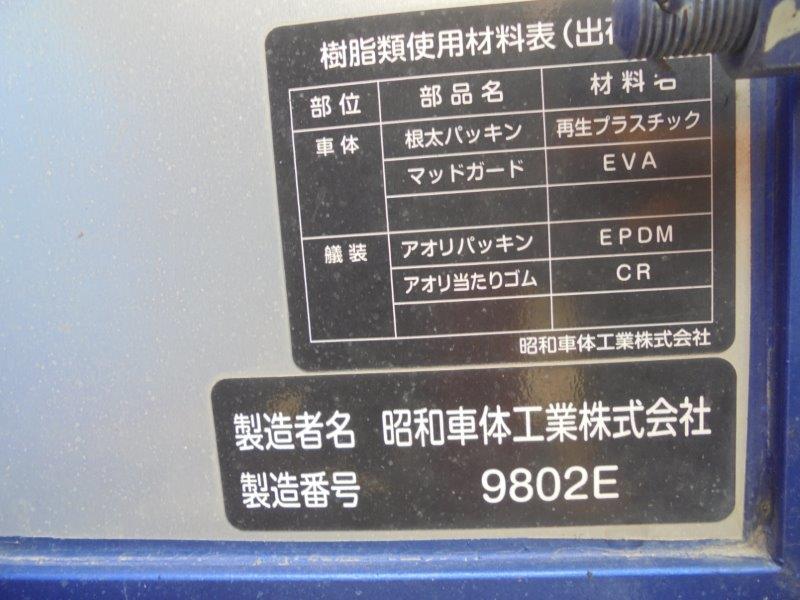 樹脂類使用材料表(出
部位 部品名 材料名
車体 根太パッキン 再生プラスチック
マッドガード EVA
艤装 アオリパッキン EPDM
アオリ当たりゴム CR
昭和車体工業株式会社
製造者名 昭和車体工業株式会社
製造番号 9802E